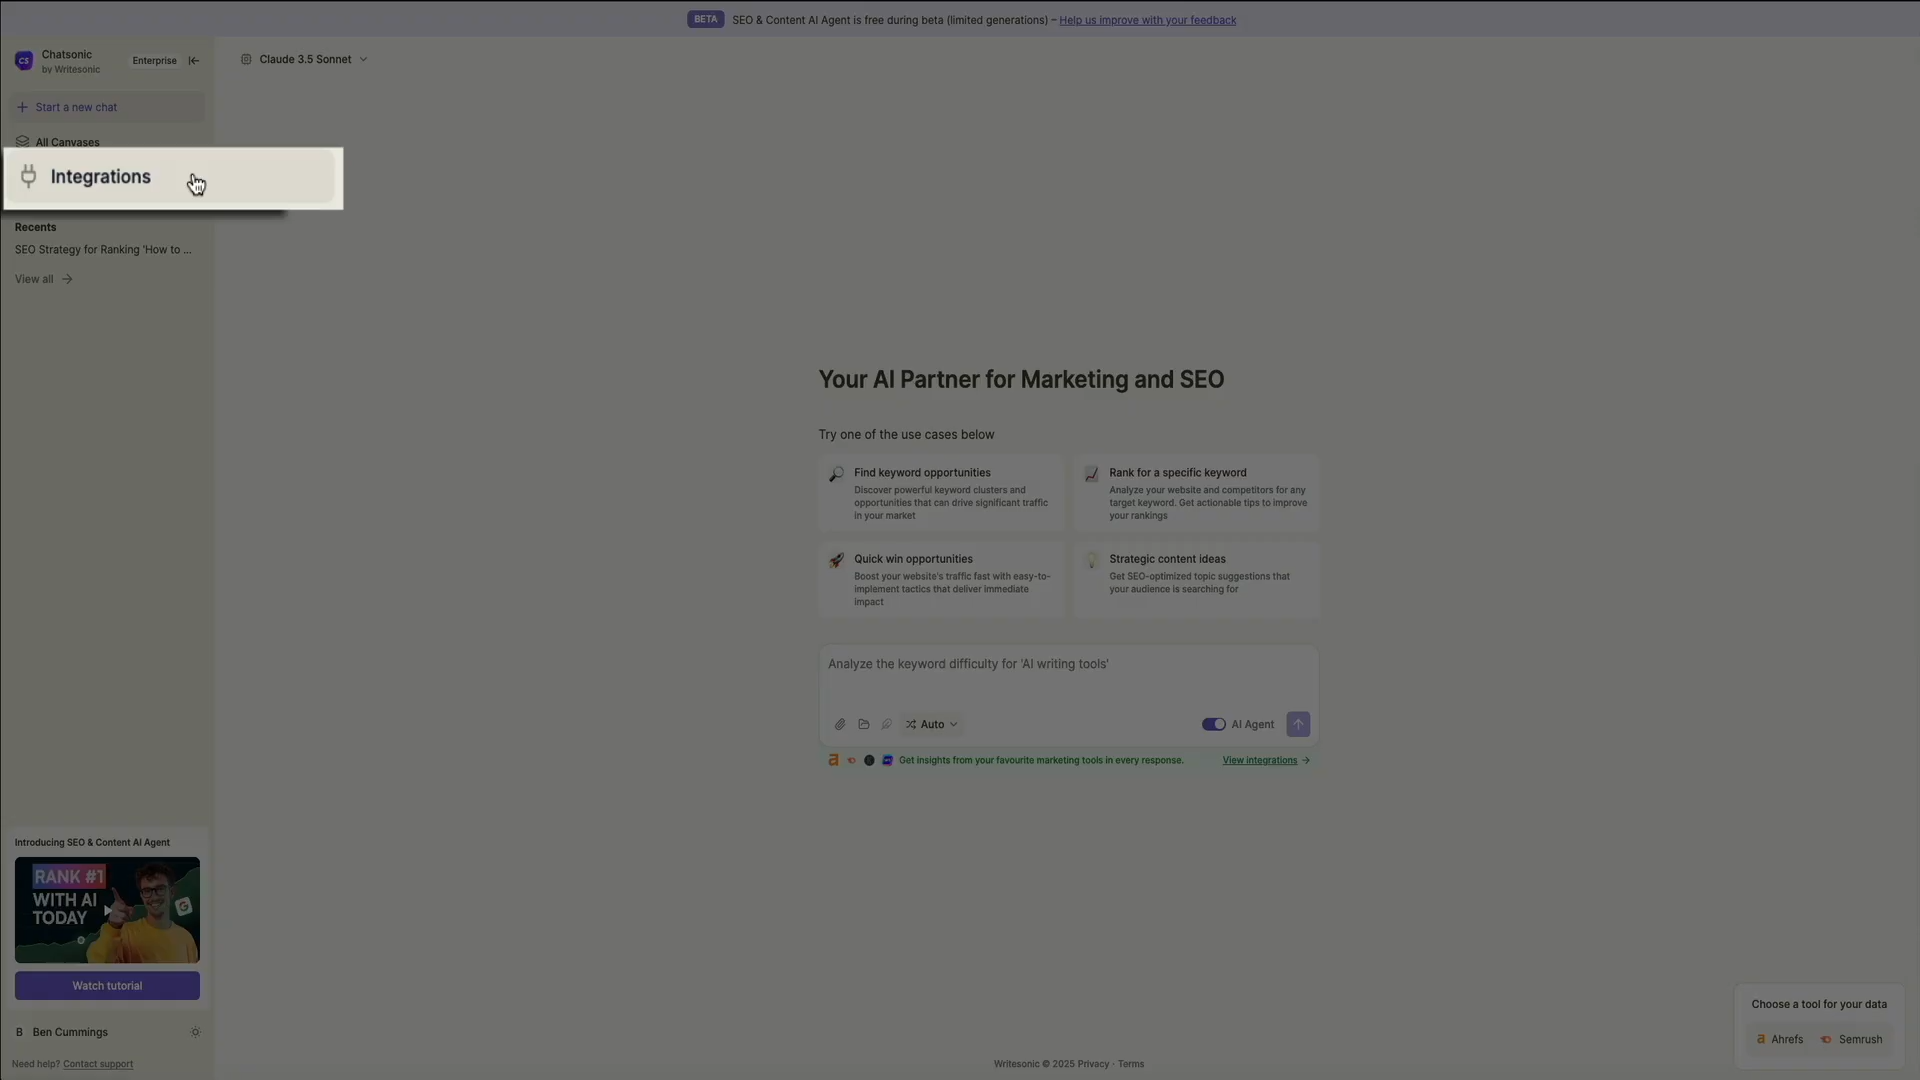 BETA SEO & Content AI Agent is free during beta (limited generations) – Help us improve with your feedback
CS Chatsonic
by Writesonic
Enterprise
Claude 3.5 Sonnet
Start a new chat
All Canvases
Integrations
Recents
SEO Strategy for Ranking 'How to ...
View all
Your AI Partner for Marketing and SEO
Try one of the use cases below
Find keyword opportunities
Discover powerful keyword clusters and
opportunities that can drive significant traffic
in your market
Rank for a specific keyword
Analyze your website and competitors for any
target keyword. Get actionable tips to improve
your rankings
Quick win opportunities
Boost your website's traffic fast with easy-to-
implement tactics that deliver immediate
impact
Strategic content ideas
Get SEO-optimized topic suggestions that
your audience is searching for
Analyze the keyword difficulty for 'AI writing tools'
Auto
AI Agent
Get insights from your favourite marketing tools in every response.
View integrations
Introducing SEO & Content AI Agent
RANK #1
WITH AI
TODAY
G
Watch tutorial
B Ben Cummings
Need help? Contact support
Writesonic © 2025 Privacy · Terms
Choose a tool for your data
a Ahrefs
Semrush